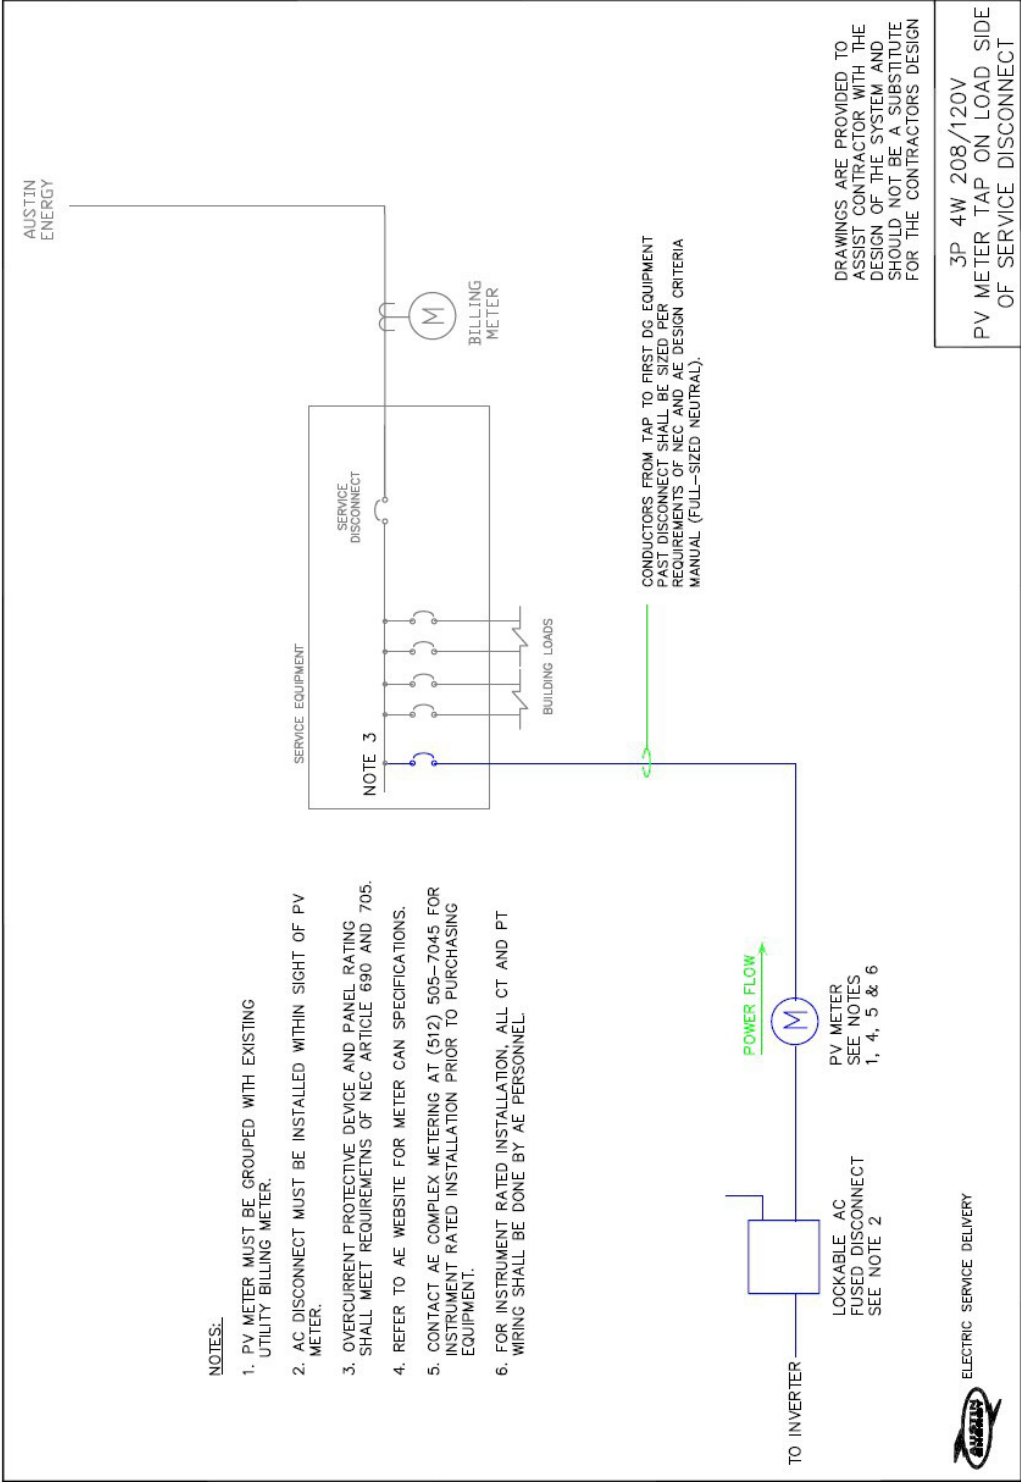 AUSTIN
ENERGY
BILLING
METER
M
SERVICE EQUIPMENT
SERVICE
DISCONNECT
NOTE 3
BUILDING LOADS
CONDUCTORS FROM TAP TO FIRST DG EQUIPMENT
PAST DISCONNECT SHALL BE SIZED PER
REQUIREMENTS OF NEC AND AE DESIGN CRITERIA
MANUAL (FULL-SIZED NEUTRAL).
NOTES:
1. PV METER MUST BE GROUPED WITH EXISTING
UTILITY BILLING METER.
2. AC DISCONNECT MUST BE INSTALLED WITHIN SIGHT OF PV
METER.
3. OVERCURRENT PROTECTIVE DEVICE AND PANEL RATING
SHALL MEET REQUIREMETNS OF NEC ARTICLE 690 AND 705.
4. REFER TO AE WEBSITE FOR METER CAN SPECIFICATIONS.
5. CONTACT AE COMPLEX METERING AT (512) 505-7045 FOR
INSTRUMENT RATED INSTALLATION PRIOR TO PURCHASING
EQUIPMENT.
6. FOR INSTRUMENT RATED INSTALLATION, ALL CT AND PT
WIRING SHALL BE DONE BY AE PERSONNEL.
TO INVERTER
LOCKABLE AC
FUSED DISCONNECT
SEE NOTE 2
POWER FLOW
M
PV METER
SEE NOTES
1, 4, 5 & 6
DRAWINGS ARE PROVIDED TO
ASSIST CONTRACTOR WITH THE
DESIGN OF THE SYSTEM AND
SHOULD NOT BE A SUBSTITUTE
FOR THE CONTRACTORS DESIGN
AUSTIN
ENERGY
ELECTRIC SERVICE DELIVERY
3P 4W 208/120V
PV METER TAP ON LOAD SIDE
OF SERVICE DISCONNECT